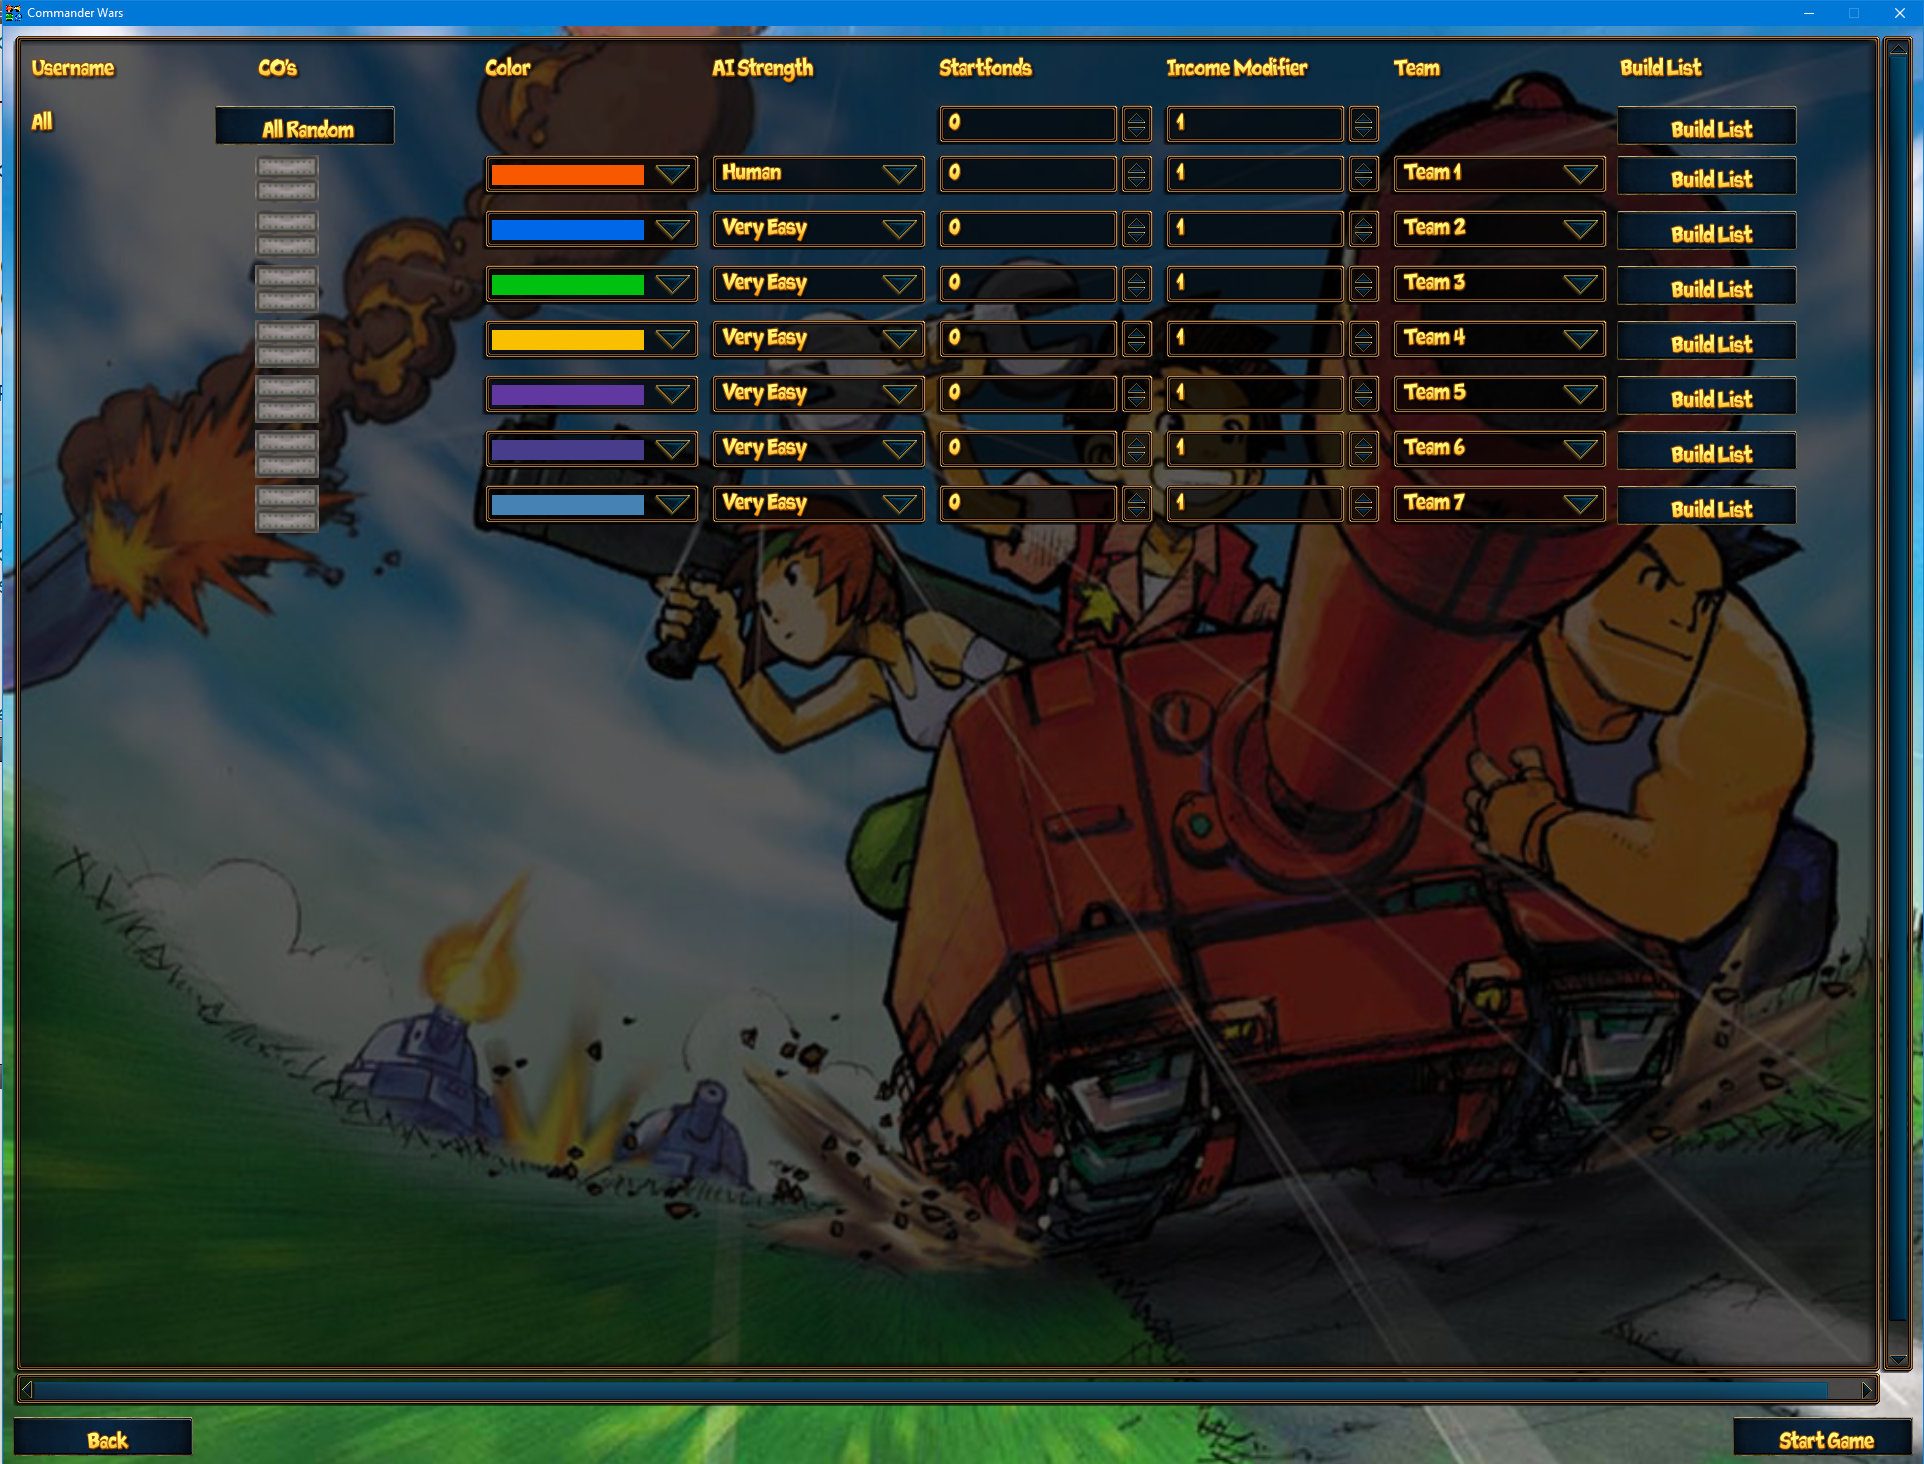 Commander Wars
Username CO's Color AI Strength Startfonds Income Modifier Team Build List
All All Random 0 1 Build List
Human 0 1 Team 1 Build List
Very Easy 0 1 Team 2 Build List
Very Easy 0 1 Team 3 Build List
Very Easy 0 1 Team 4 Build List
Very Easy 0 1 Team 5 Build List
Very Easy 0 1 Team 6 Build List
Very Easy 0 1 Team 7 Build List
Back Start Game